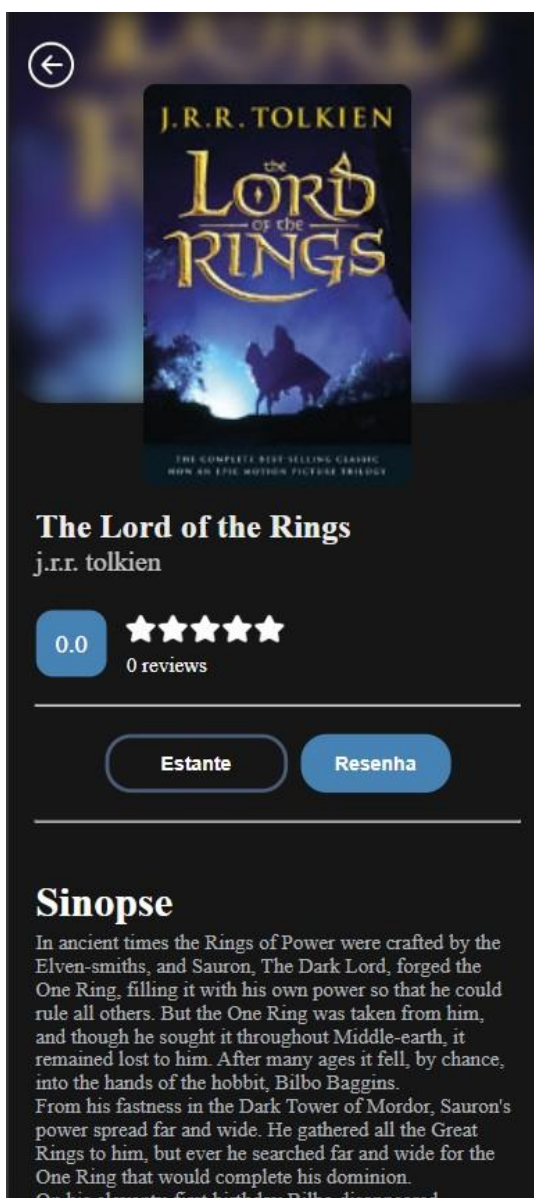 LORD
RINGS
J.R.R. TOLKIEN
the
LORD
OF the
RINGS
THE COMPLETE BEST-SELLING CLASSIC
NOW AN EPIC MOTION PICTURE TRILOGY
The Lord of the Rings
j.r.r. tolkien
0.0
0 reviews
Estante
Resenha
Sinopse
In ancient times the Rings of Power were crafted by the
Elven-smiths, and Sauron, The Dark Lord, forged the
One Ring, filling it with his own power so that he could
rule all others. But the One Ring was taken from him,
and though he sought it throughout Middle-earth, it
remained lost to him. After many ages it fell, by chance,
into the hands of the hobbit, Bilbo Baggins.
From his fastness in the Dark Tower of Mordor, Sauron's
power spread far and wide. He gathered all the Great
Rings to him, but ever he searched far and wide for the
One Ring that would complete his dominion.